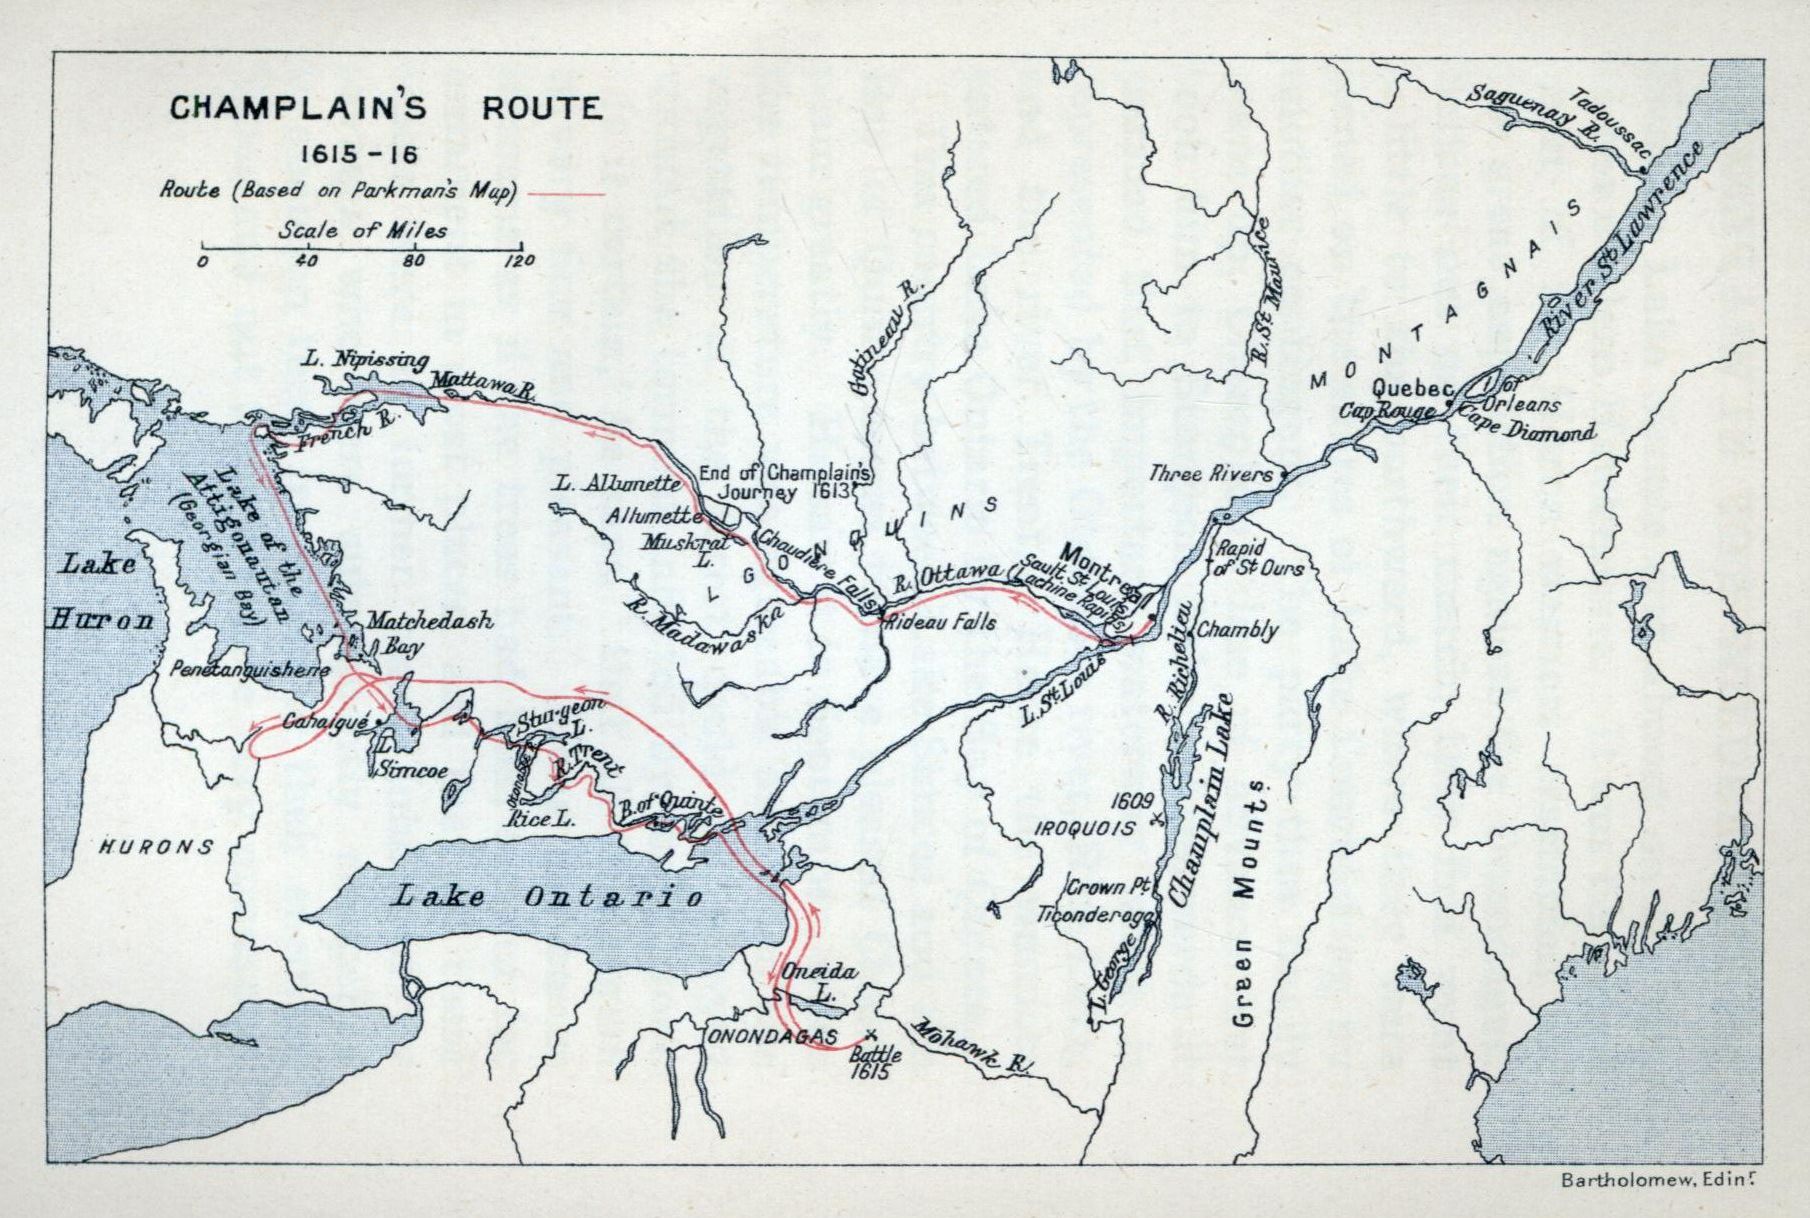 CHAMPLAIN'S ROUTE
1615-16
Route (Based on Parkman's Map)
Scale of Miles
0 40 80 120
Saguenay R.
Tadoussac
River St. Lawrence
MONTAGNAIS
R. St. Maurice
Gatineau R.
L. Nipissing
Mattawa R.
French R.
Quebec
I. of
Orleans
Cap Rouge
Cape Diamond
Three Rivers
End of Champlain's
Journey 1613
L. Allumette
Allumette I.
Muskrat
L.
Chaudiere Falls
ALGONQUINS
R. Ottawa
Montreal
Sault St. Louis
(Lachine Rapids)
Rapid
of St Ours
Lake of the
Attigouautan
(Georgian Bay)
Lake
Huron
R. Madawaska
Rideau Falls
Chambly
R. Richelieu
Matchedash
Bay
Penetanguishene
L. St. Louis
Cahaigué
Sturgeon
L.
L.
Simcoe
R. Trent
Otonabee
Rice L.
B. of Quinte
Champlain Lake
1609
IROQUOIS
HURONS
Lake Ontario
Crown Pt
Ticonderoga
L. George
Green Mounts
Oneida
L.
ONONDAGAS
Battle
1615
Mohawk R.
Bartholomew, Edinr.